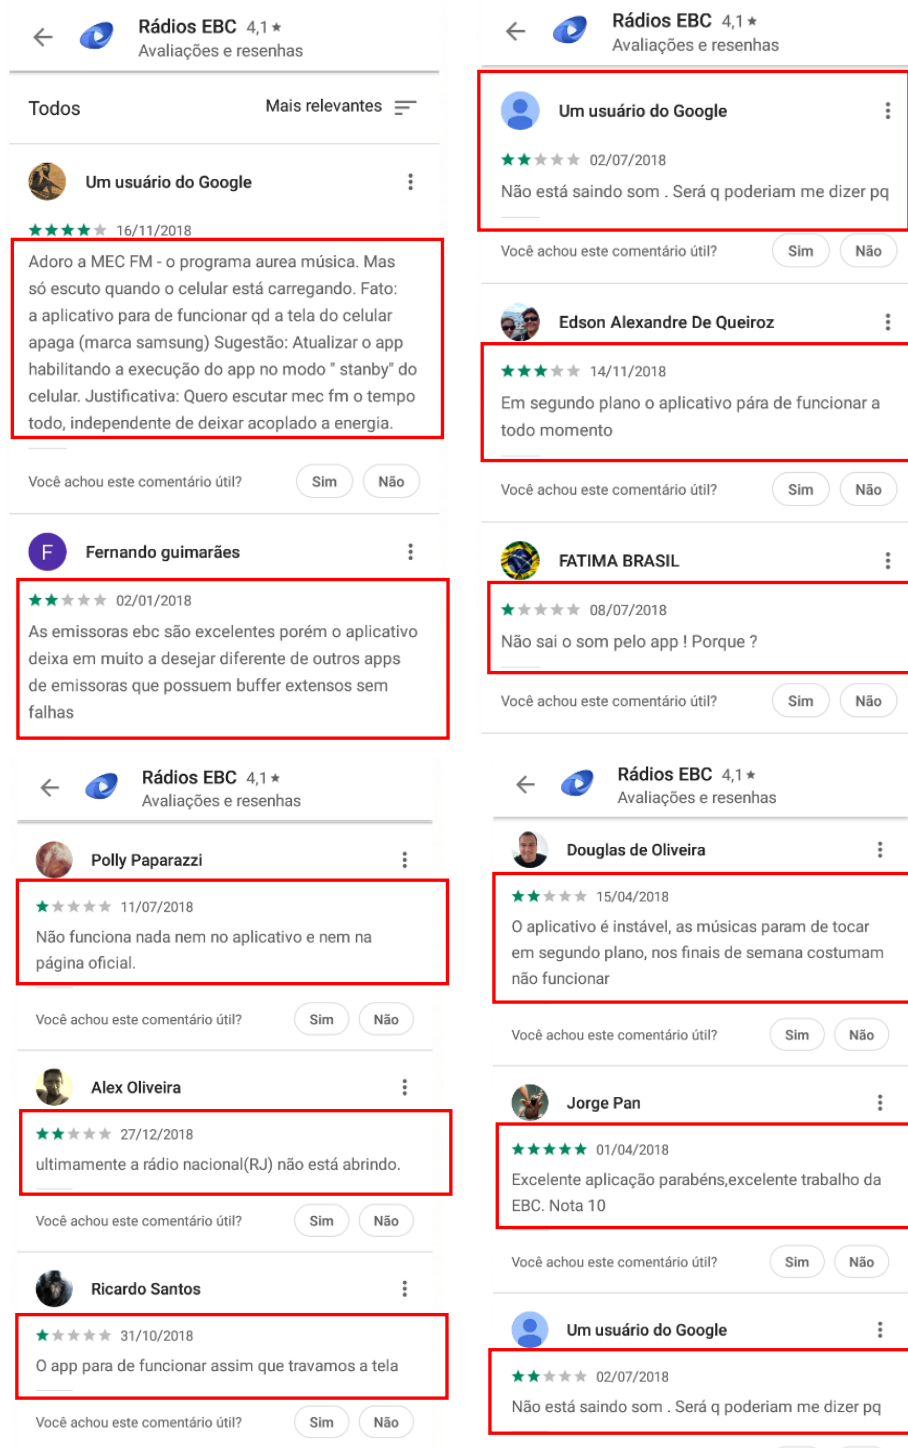 Rádios EBC 4,1★
Avaliações e resenhas
Todos
Mais relevantes
Um usuário do Google
16/11/2018
Adoro a MEC FM - o programa aurea música. Mas
só escuto quando o celular está carregando. Fato:
a aplicativo para de funcionar qd a tela do celular
apaga (marca samsung) Sugestão: Atualizar o app
habilitando a execução do app no modo " stanby" do
celular. Justificativa: Quero escutar mec fm o tempo
todo, independente de deixar acoplado a energia.
Você achou este comentário útil?
Sim
Não
F
Fernando guimarães
02/01/2018
As emissoras ebc são excelentes porém o aplicativo
deixa em muito a desejar diferente de outros apps
de emissoras que possuem buffer extensos sem
falhas
Rádios EBC 4,1★
Avaliações e resenhas
Um usuário do Google
02/07/2018
Não está saindo som . Será q poderiam me dizer pq
Você achou este comentário útil?
Sim
Não
Edson Alexandre De Queiroz
14/11/2018
Em segundo plano o aplicativo pára de funcionar a
todo momento
Você achou este comentário útil?
Sim
Não
FATIMA BRASIL
08/07/2018
Não sai o som pelo app ! Porque ?
Você achou este comentário útil?
Sim
Não
Rádios EBC 4,1★
Avaliações e resenhas
Polly Paparazzi
11/07/2018
Não funciona nada nem no aplicativo e nem na
página oficial.
Você achou este comentário útil?
Sim
Não
Alex Oliveira
27/12/2018
ultimamente a rádio nacional(RJ) não está abrindo.
Você achou este comentário útil?
Sim
Não
Ricardo Santos
31/10/2018
O app para de funcionar assim que travamos a tela
Você achou este comentário útil?
Sim
Não
Rádios EBC 4,1★
Avaliações e resenhas
Douglas de Oliveira
15/04/2018
O aplicativo é instável, as músicas param de tocar
em segundo plano, nos finais de semana costumam
não funcionar
Você achou este comentário útil?
Sim
Não
Jorge Pan
01/04/2018
Excelente aplicação parabéns,excelente trabalho da
EBC. Nota 10
Você achou este comentário útil?
Sim
Não
Um usuário do Google
02/07/2018
Não está saindo som . Será q poderiam me dizer pq